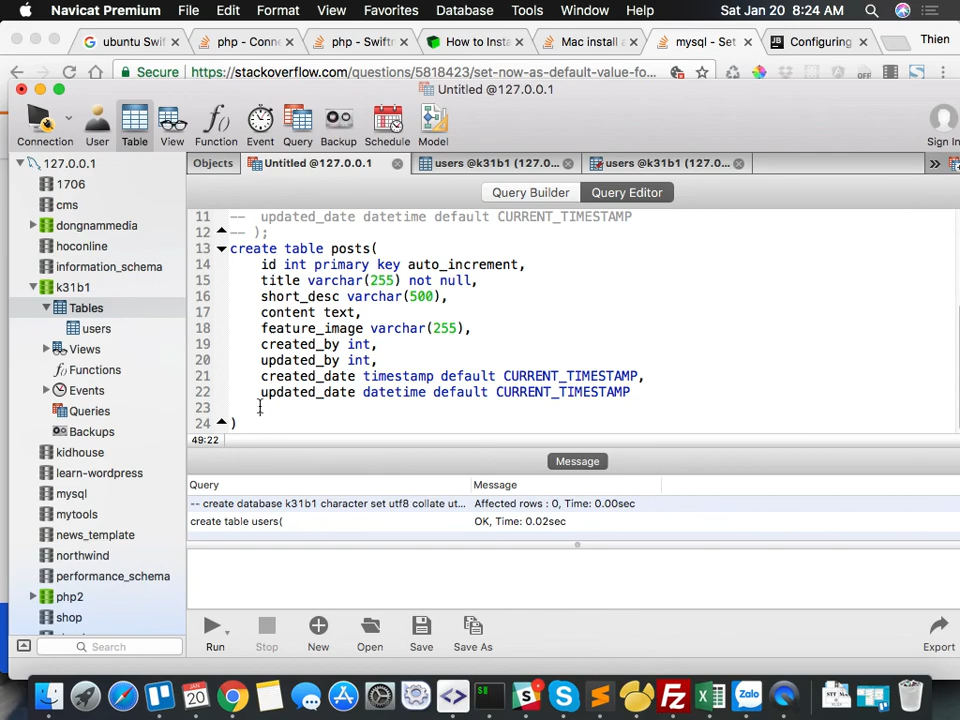 Navicat Premium File Edit Format View Favorites Database Tools Window Help Sat Jan 20 8:24 AM
ubuntu Swif php - Conne php - Swiftm How to Insta Mac install a mysql - Set Configuring Thien
Secure https://stackoverflow.com/questions/5818423/set-now-as-default-value-fo...
Untitled @127.0.0.1
Connection User Table View Function Event Query Backup Schedule Model Sign In
127.0.0.1
1706
cms
dongnammedia
hoconline
information_schema
k31b1
Tables
users
Views
Functions
Events
Queries
Backups
kidhouse
learn-wordpress
mysql
mytools
news_template
northwind
performance_schema
php2
shop
Search
Objects Untitled @127.0.0.1 users @k31b1 (127.0.... users @k31b1 (127.0.... »
Query Builder Query Editor
11 -- updated_date datetime default CURRENT_TIMESTAMP
12 -- );
13 create table posts(
14 id int primary key auto_increment,
15 title varchar(255) not null,
16 short_desc varchar(500),
17 content text,
18 feature_image varchar(255),
19 created_by int,
20 updated_by int,
21 created_date timestamp default CURRENT_TIMESTAMP,
22 updated_date datetime default CURRENT_TIMESTAMP
23
24 )
49:22
Message
Query Message
-- create database k31b1 character set utf8 collate ut... Affected rows : 0, Time: 0.00sec
create table users( OK, Time: 0.02sec
Run Stop New Open Save Save As Export